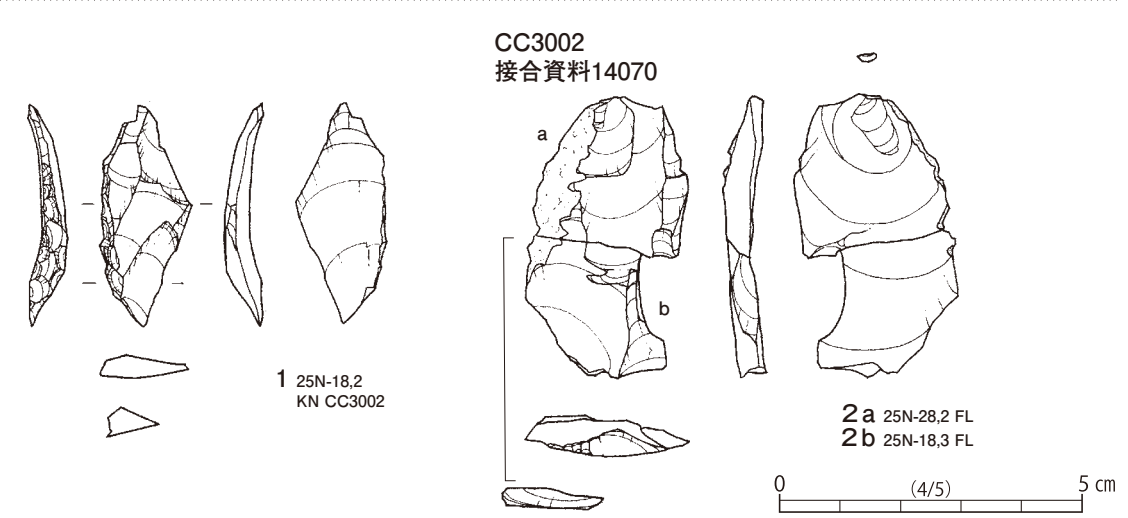 CC3002
接合資料14070
a
b
1 25N-18,2
KN CC3002
2a 25N-28,2 FL
2b 25N-18,3 FL
0 (4/5) 5 cm